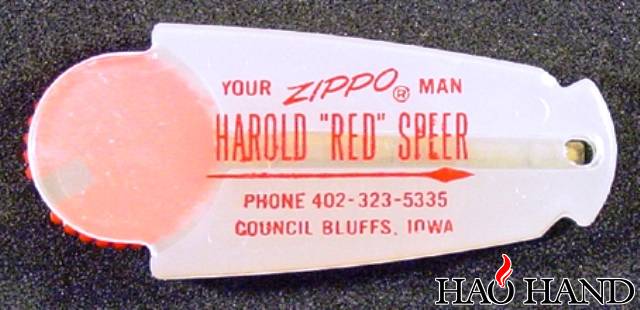 YOUR ZIPPO® MAN
HAROLD "RED" SPEER
PHONE 402-323-5335
COUNCIL BLUFFS, IOWA
HAO HAND